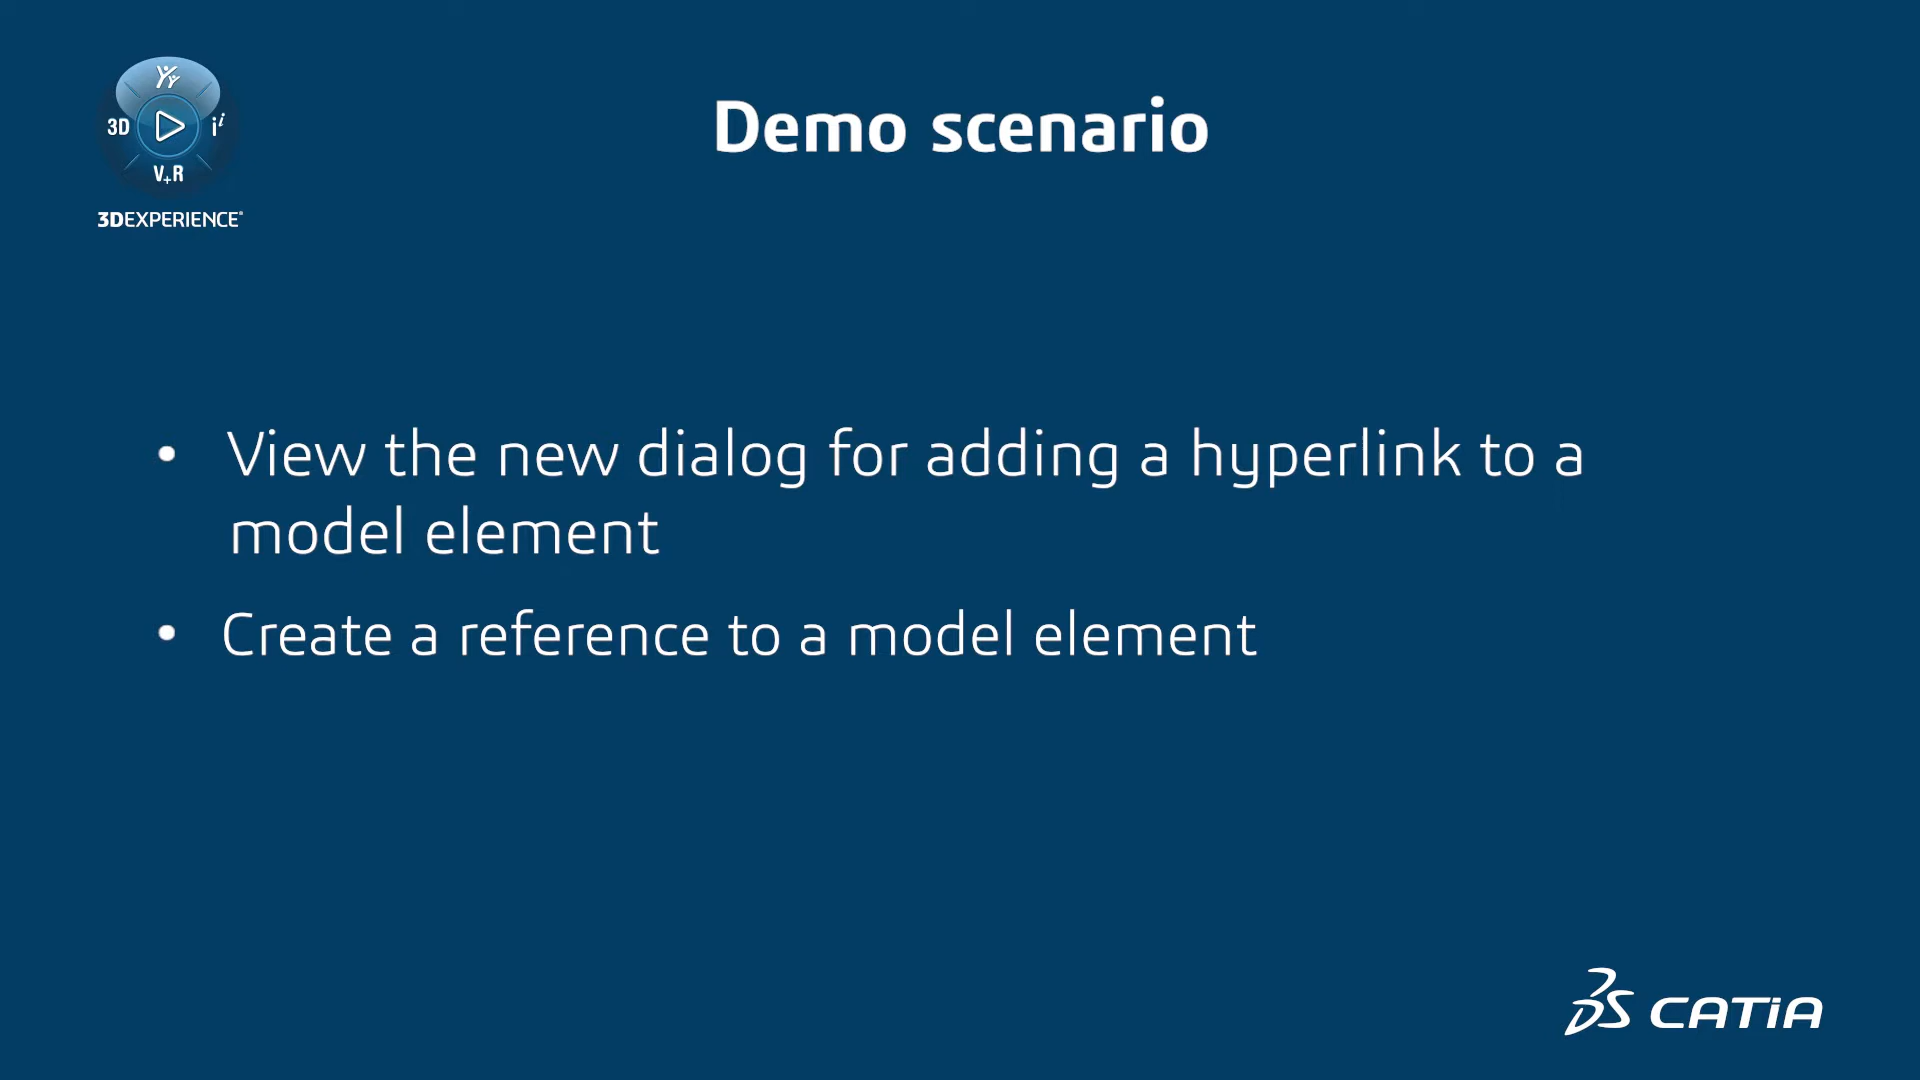 Demo scenario
3D
i i
V+R
3DEXPERIENCE®
• View the new dialog for adding a hyperlink to a
model element
• Create a reference to a model element
3DS CATIA